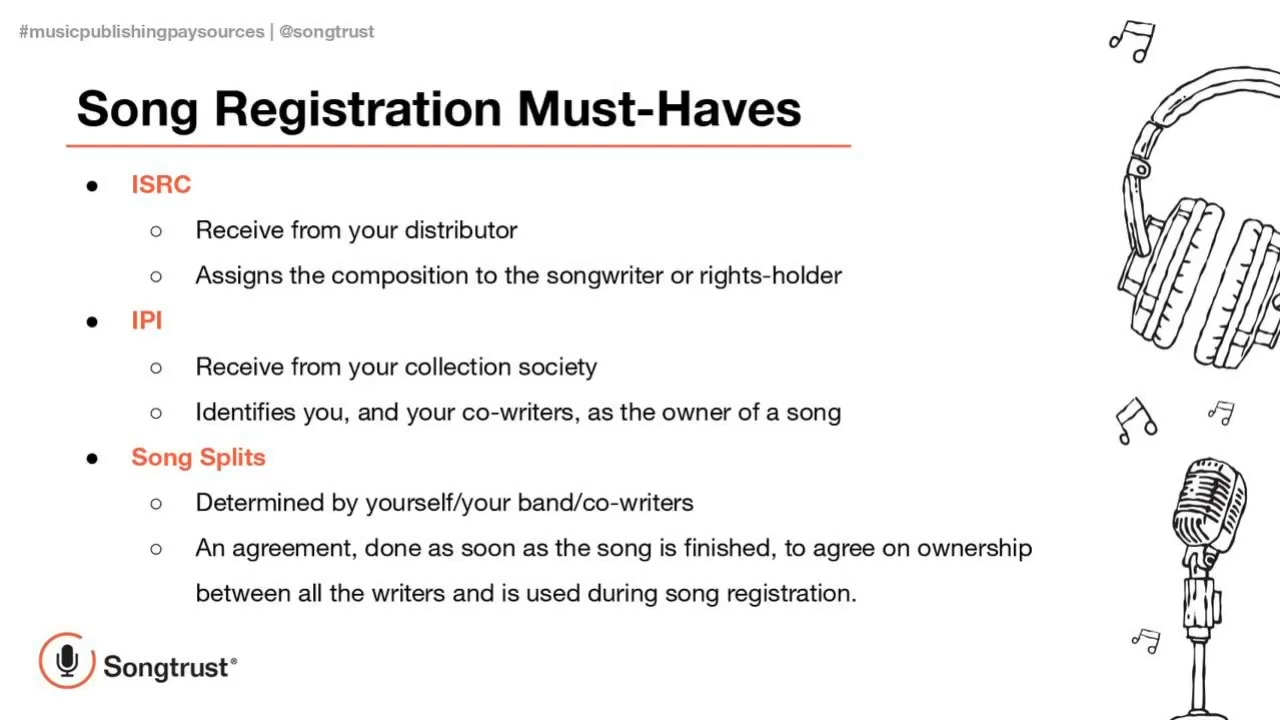 #musicpublishingpaysources | @songtrust
Song Registration Must-Haves
● ISRC
○ Receive from your distributor
○ Assigns the composition to the songwriter or rights-holder
● IPI
○ Receive from your collection society
○ Identifies you, and your co-writers, as the owner of a song
● Song Splits
○ Determined by yourself/your band/co-writers
○ An agreement, done as soon as the song is finished, to agree on ownership
between all the writers and is used during song registration.
Songtrust®